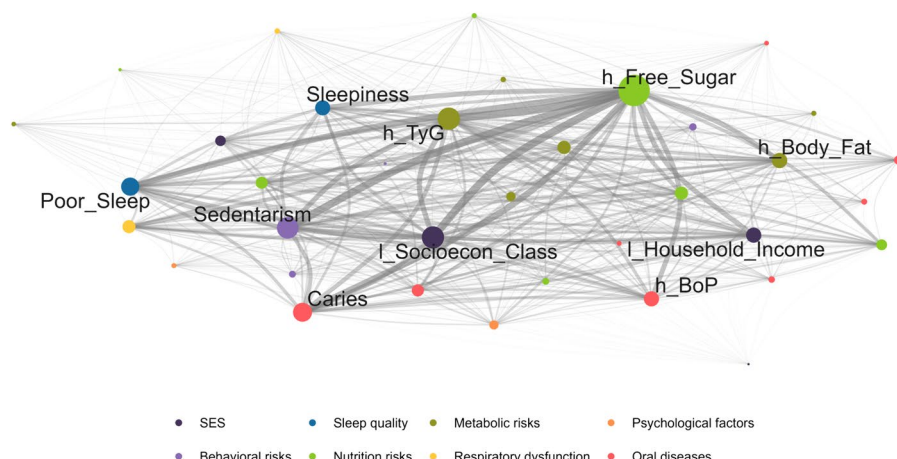 h_Free_Sugar
Sleepiness
h_TyG
h_Body_Fat
Poor_Sleep
Sedentarism
l_Socioecon_Class
l_Household_Income
h_BoP
Caries
SES
Sleep quality
Metabolic risks
Psychological factors
Behavioral risks
Nutrition risks
Respiratory dysfunction
Oral diseases